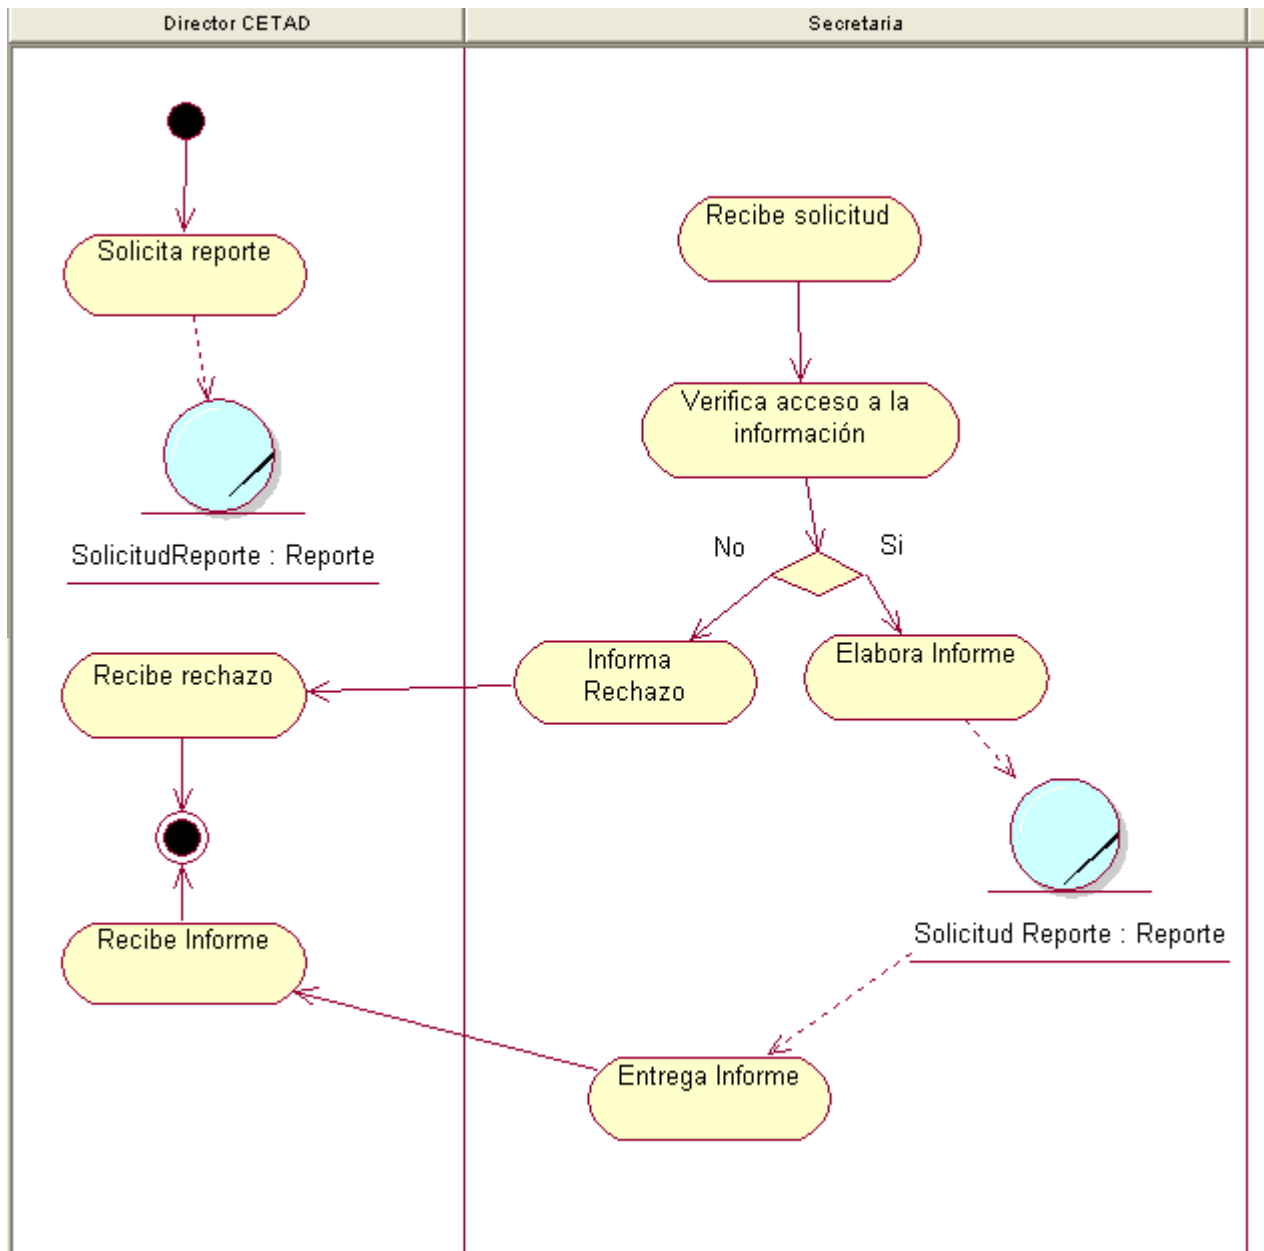 Director CETAD
Secretaria
Solicita reporte
Recibe solicitud
Verifica acceso a la
información
SolicitudReporte : Reporte
No
Si
Recibe rechazo
Informa
Rechazo
Elabora Informe
Recibe Informe
Solicitud Reporte : Reporte
Entrega Informe